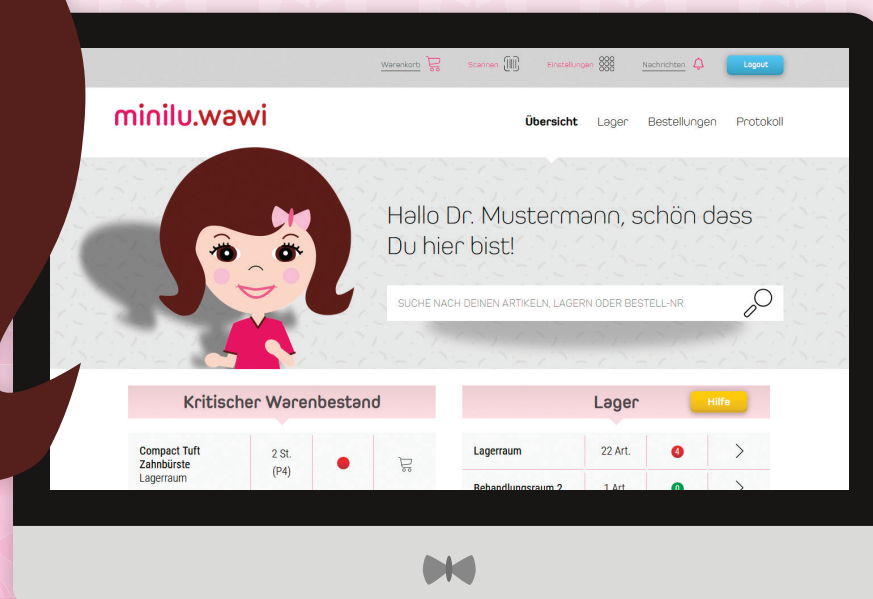 Warenkorb
Scannen
Einstellungen
Nachrichten
Logout
minilu.wawi
Übersicht
Lager
Bestellungen
Protokoll
Hallo Dr. Mustermann, schön dass
Du hier bist!
SUCHE NACH DEINEN ARTIKELN, LAGERN ODER BESTELL-NR.
Kritischer Warenbestand
Compact Tuft
Zahnbürste
Lagerraum
2 St.
(P4)
Lager
Hilfe
Lagerraum
22 Art.
4
Behandlungsraum 2
1 Art.
0